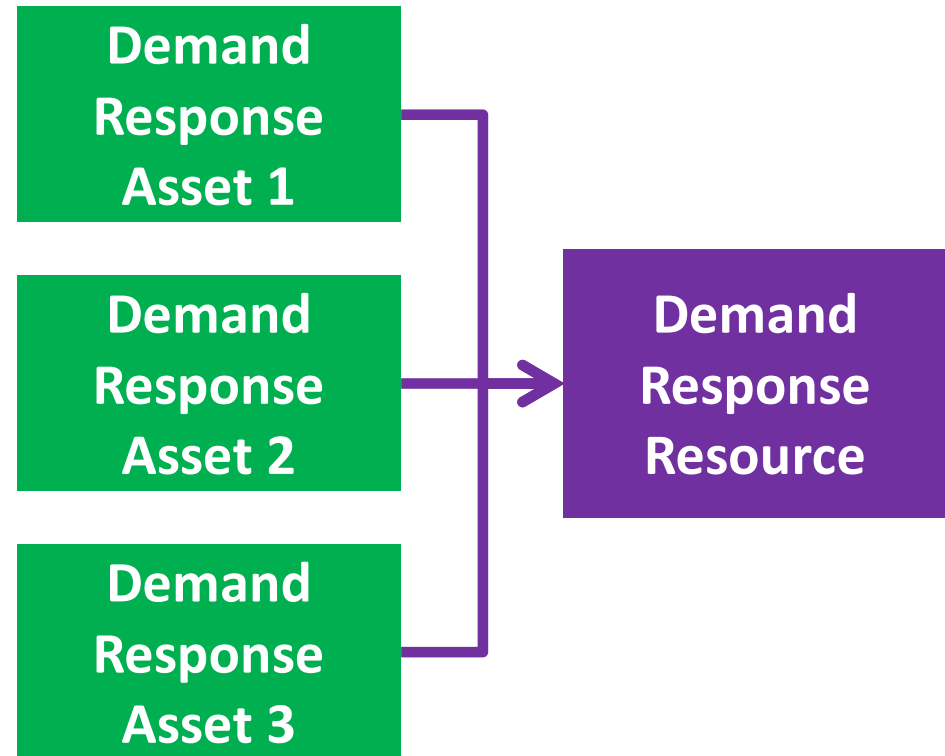 Demand
Response
Asset 1
Demand
Response
Asset 2
Demand
Response
Asset 3
Demand
Response
Resource